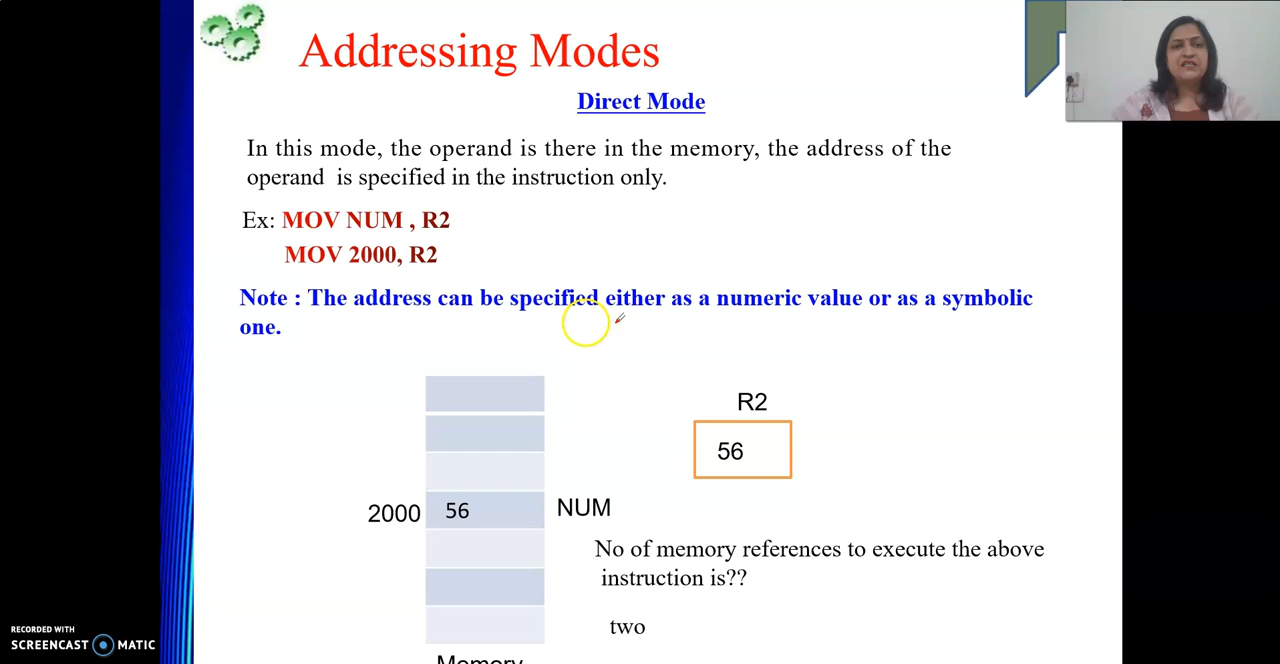 Addressing Modes
Direct Mode
In this mode, the operand is there in the memory, the address of the
operand is specified in the instruction only.
Ex: MOV NUM , R2
MOV 2000, R2
Note : The address can be specified either as a numeric value or as a symbolic
one.
R2
56
2000 56 NUM
No of memory references to execute the above
instruction is??
two
RECORDED WITH
SCREENCAST MATIC
Memory